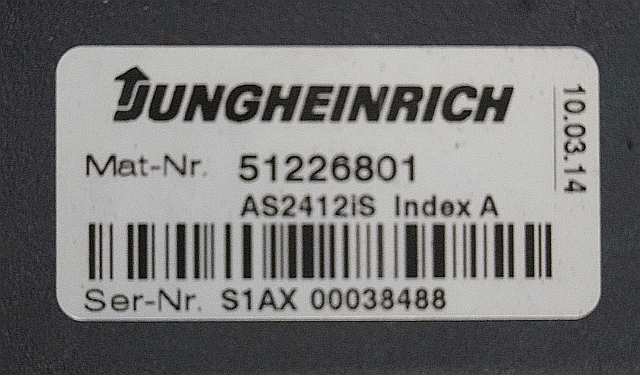 JUNGHEINRICH
Mat-Nr. 51226801
AS2412iS Index A
Ser-Nr. S1AX 00038488
10.03.14